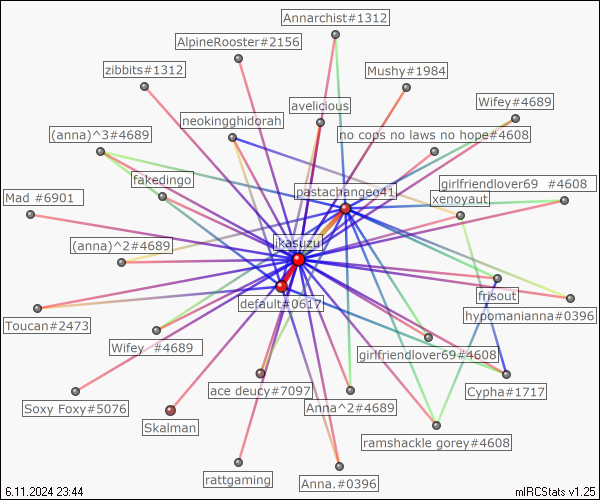 Annarchist#1312
AlpineRooster#2156
zibbits#1312
Mushy#1984
avelicious
Wifey#4689
neokingghidorah
(anna)^3#4689
no cops no laws no hope#4608
fakedingo
girlfriendlover69 #4608
pastachangeo41
Mad #6901
xenoyaut
(anna)^2#4689
ikasuzu
frisout
default#0617
hypomanianna#0396
Toucan#2473
Wifey #4689
girlfriendlover69#4608
ace deucy#7097
Cypha#1717
Soxy Foxy#5076
Anna^2#4689
Skalman
ramshackle gorey#4608
rattgaming
Anna.#0396
6.11.2024 23:44
mIRCStats v1.25